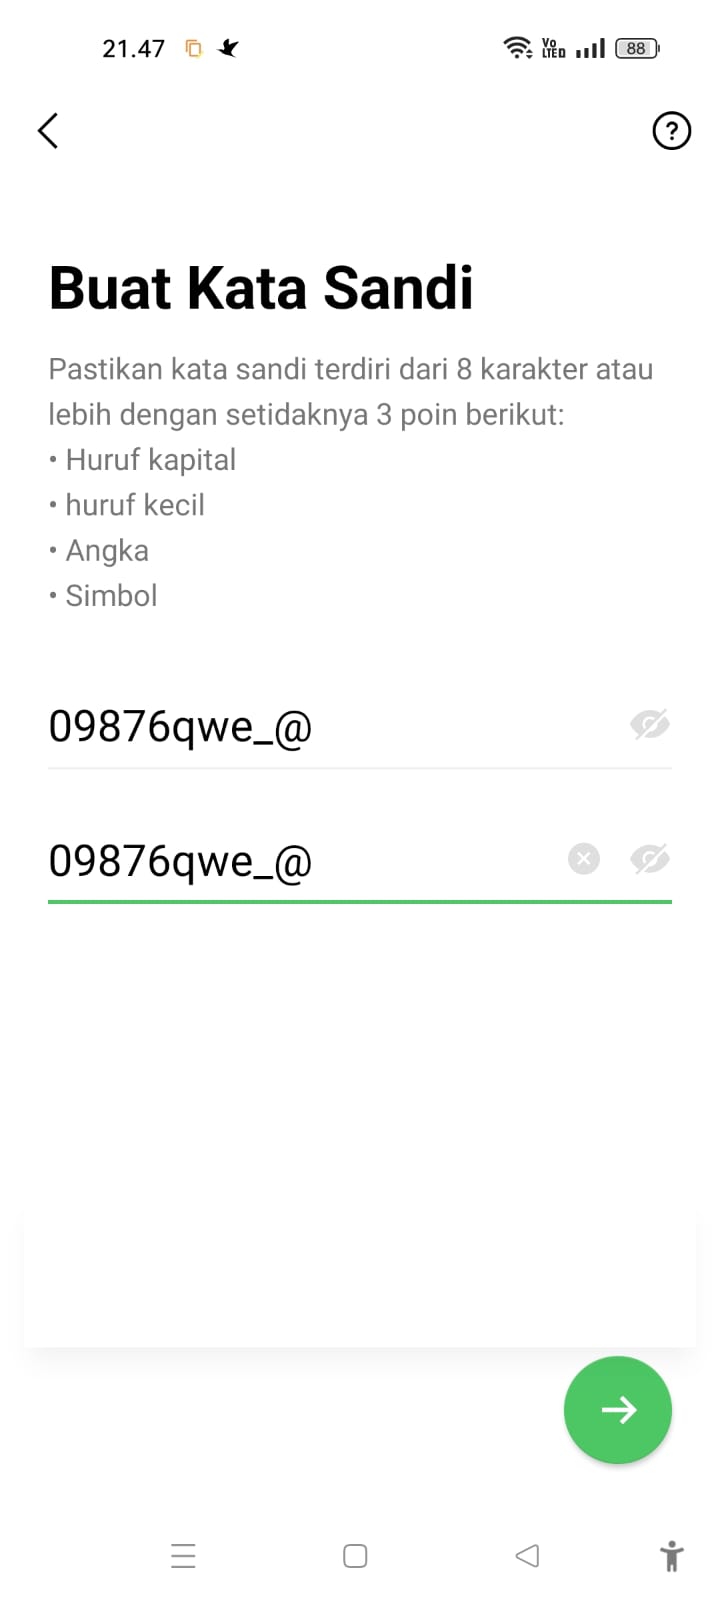 21.47
Vo
LTED
88
?
Buat Kata Sandi
Pastikan kata sandi terdiri dari 8 karakter atau
lebih dengan setidaknya 3 poin berikut:
• Huruf kapital
• huruf kecil
• Angka
• Simbol
09876qwe_@
09876qwe_@